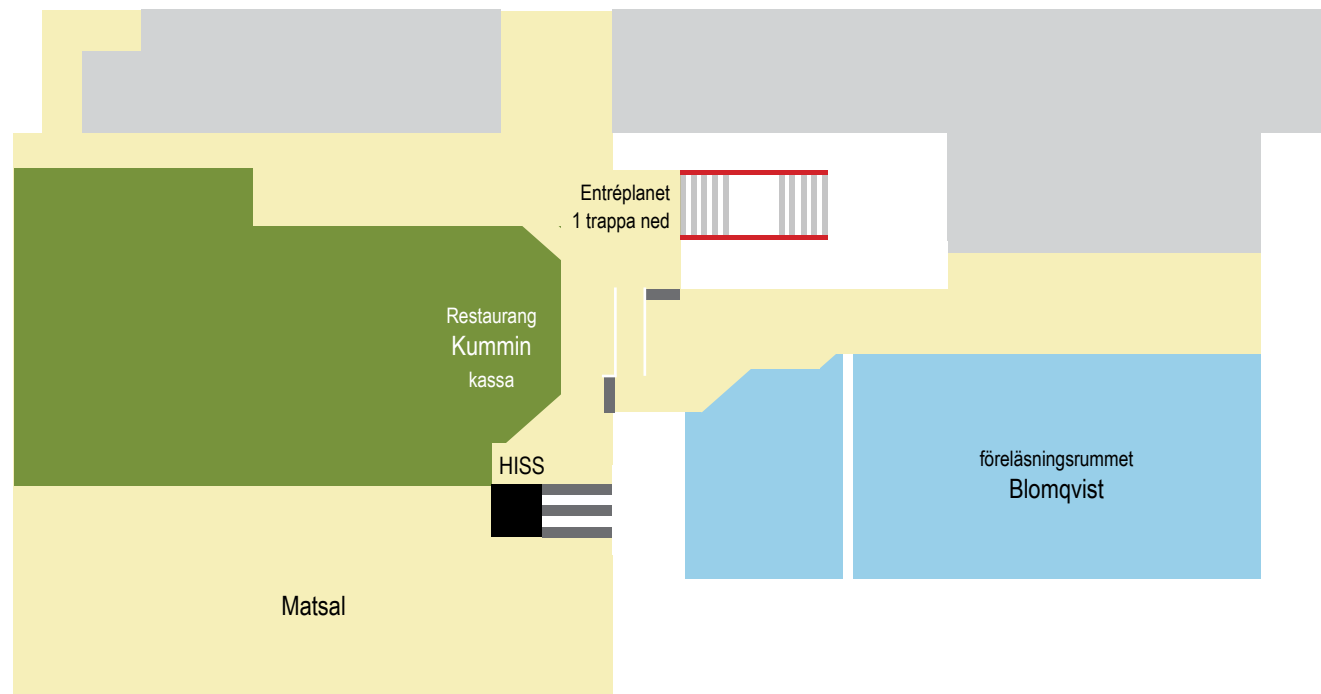 Entréplanet
1 trappa ned
Restaurang
Kummin
kassa
HISS
föreläsningsrummet
Blomqvist
Matsal